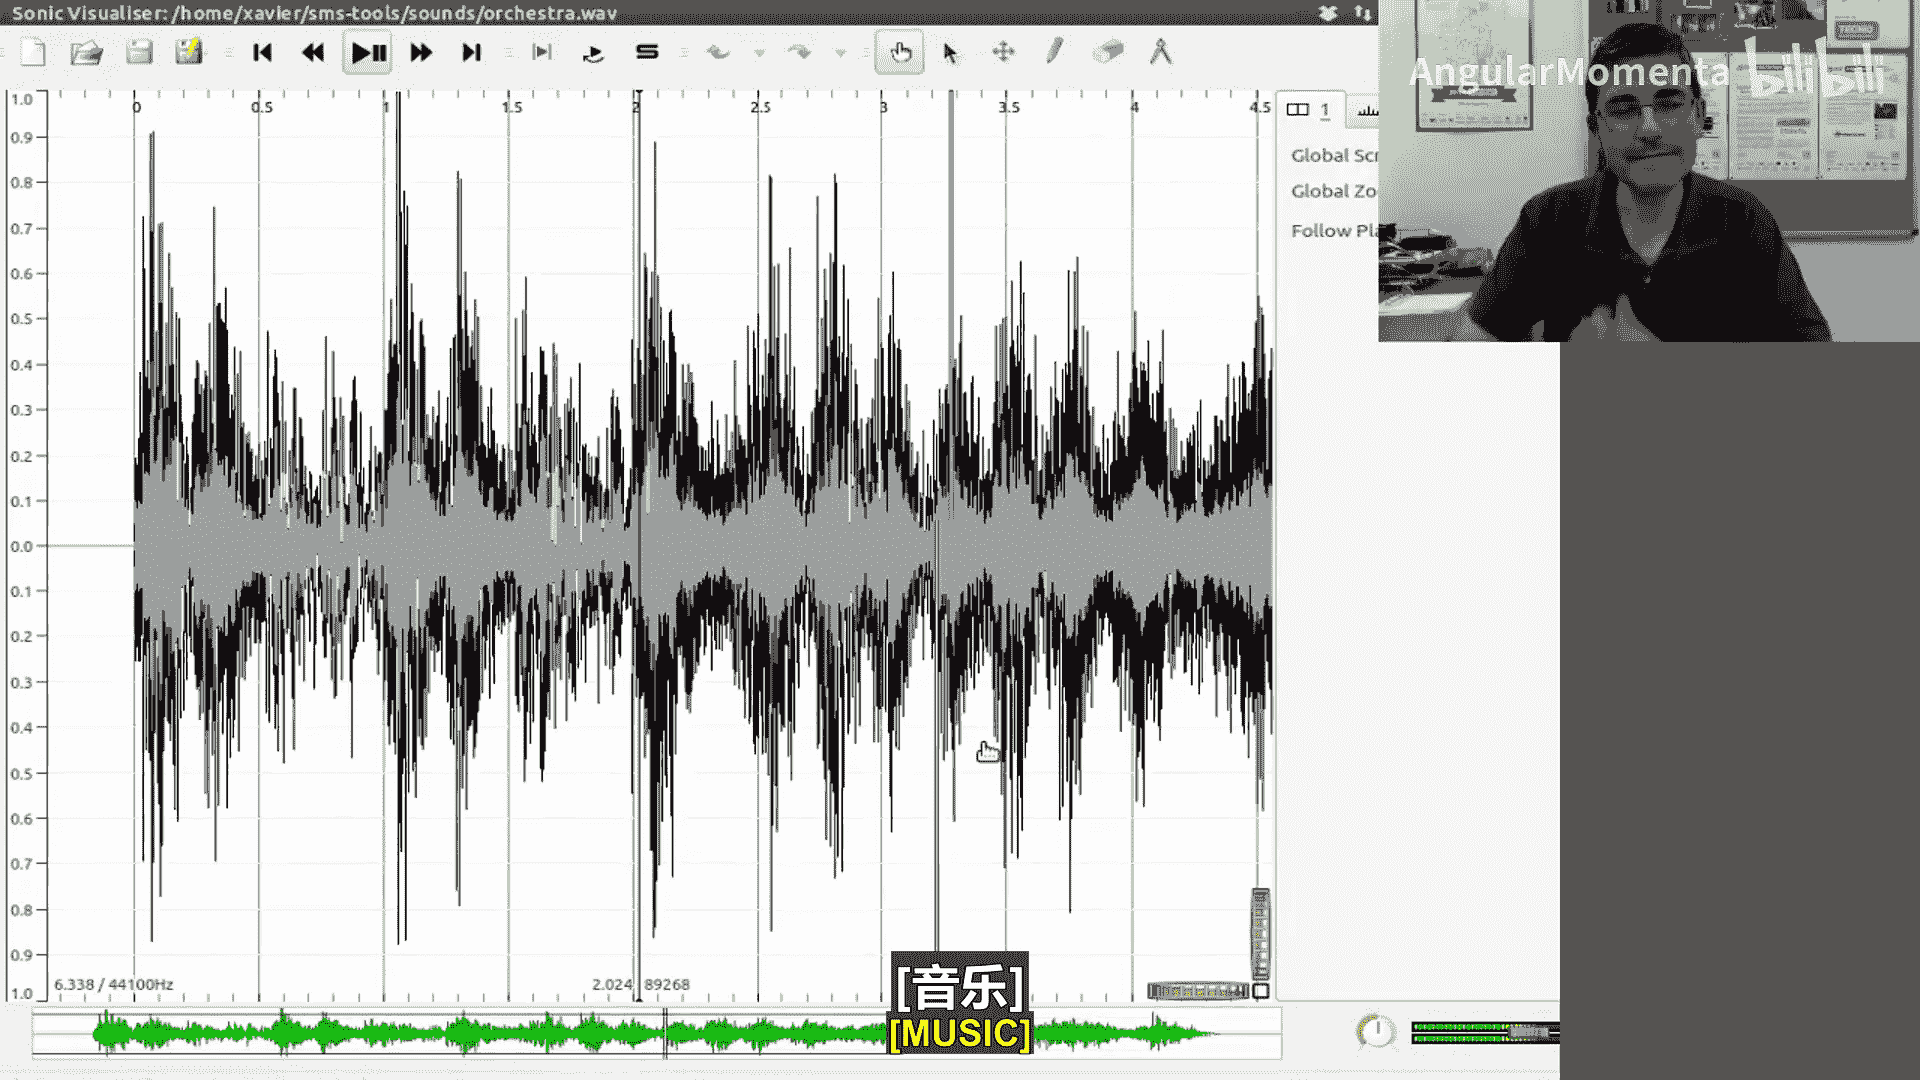 Sonic Visualiser: /home/xavier/sms-tools/sounds/orchestra.wav
AngularMomenta bilibili
1.0
0 0.5 1 1.5 2 2.5 3 3.5 4 4.5
0.9
0.8
0.7
0.6
0.5
0.4
0.3
0.2
0.1
0.0
0.1
0.2
0.3
0.4
0.5
0.6
0.7
0.8
0.9
1.0
1
Global Scr
Global Zo
Follow Pla
6.338 / 44100Hz
2.024 89268
[音乐]
[MUSIC]